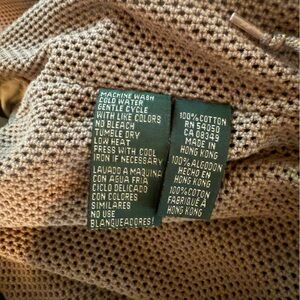 MACHINE WASH
COLD WATER
GENTLE CYCLE
WITH LIKE COLORS
NO BLEACH
TUMBLE DRY
LOW HEAT
PRESS WITH COOL
IRON IF NECESSARY
LAVADO A MAQUINA
CON AGUA FRIA
CICLO DELICADO
CON COLORES
SIMILARES
NO USE
BLANQUEADORES!
100% COTTON
RN 54050
CA 08349
MADE IN
HONG KONG
100% ALGODON
HECHO EN
HONG KONG
100% COTON
FABRIQUÉ À
HONG KONG